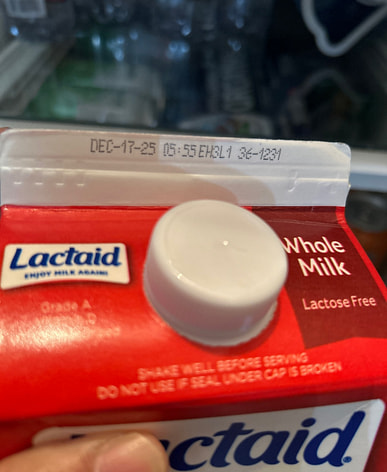 DEC-17-25 05:55 EH3L1 36-1231
Lactaid
ENJOY MILK AGAIN!
Whole
Milk
Lactose Free
Grade A
SHAKE WELL BEFORE SERVING
DO NOT USE IF SEAL UNDER CAP IS BROKEN
Lactaid.